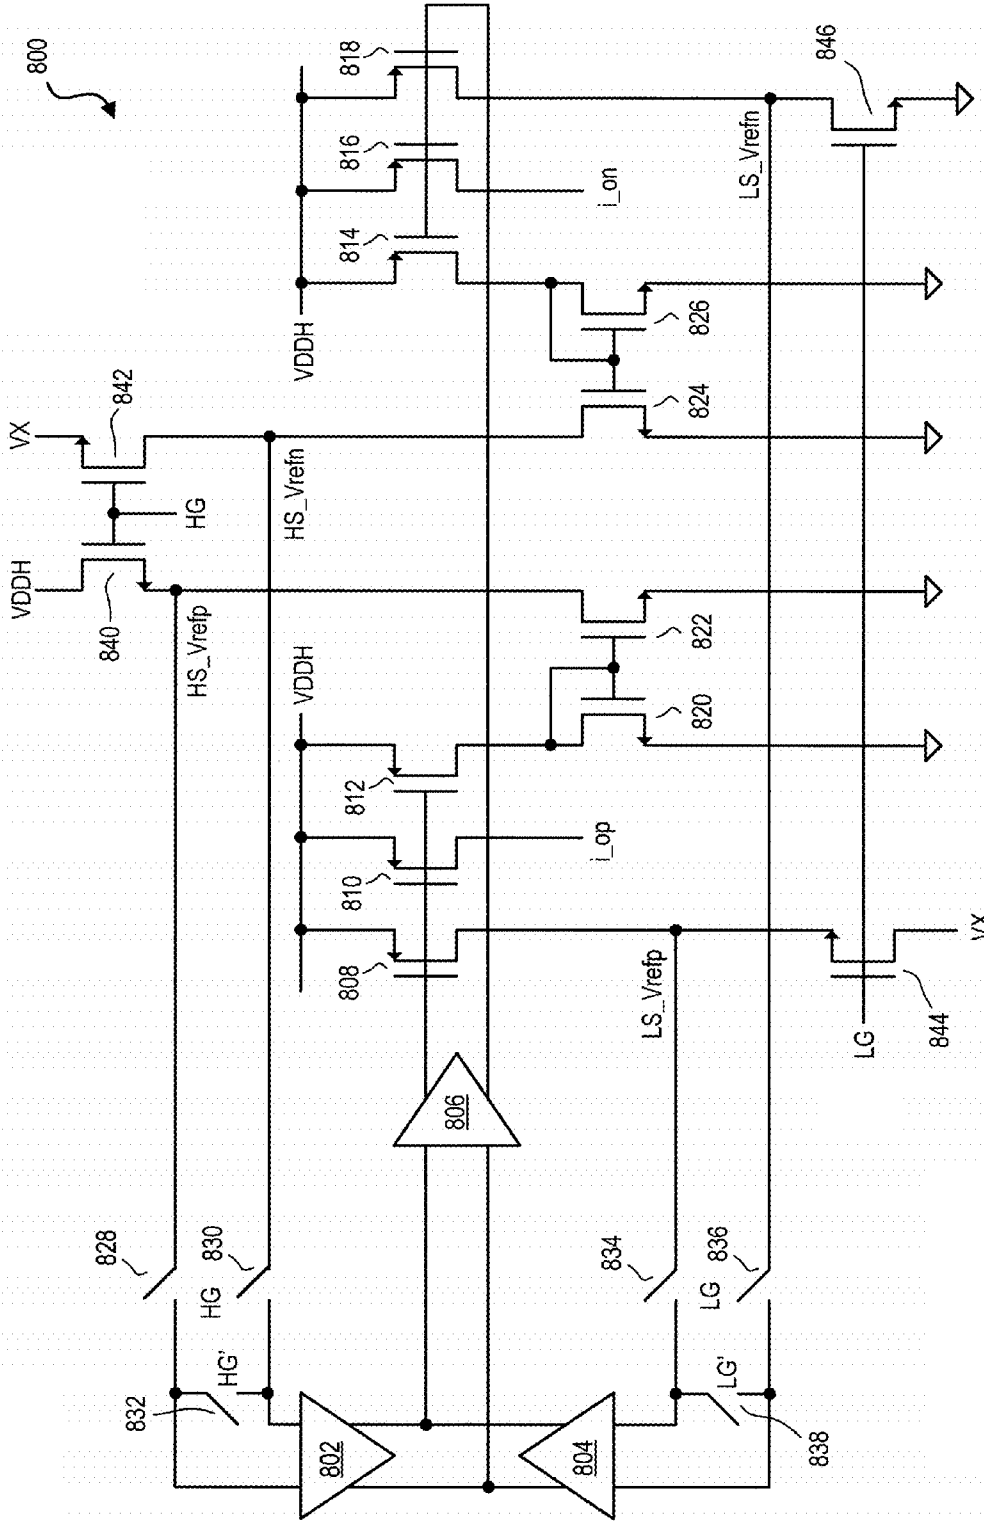 800
VX
842
HG
VDDH
840
HS_Vrefp
HS_Vrefn
VDDH
818
816
814
i_on
826
824
LS_Vrefn
846
VDDH
812
810
808
i_op
822
820
LS_Vrefp
LG
844
VX
806
828
830
HG
HG'
832
802
834
836
LG
LG'
838
804